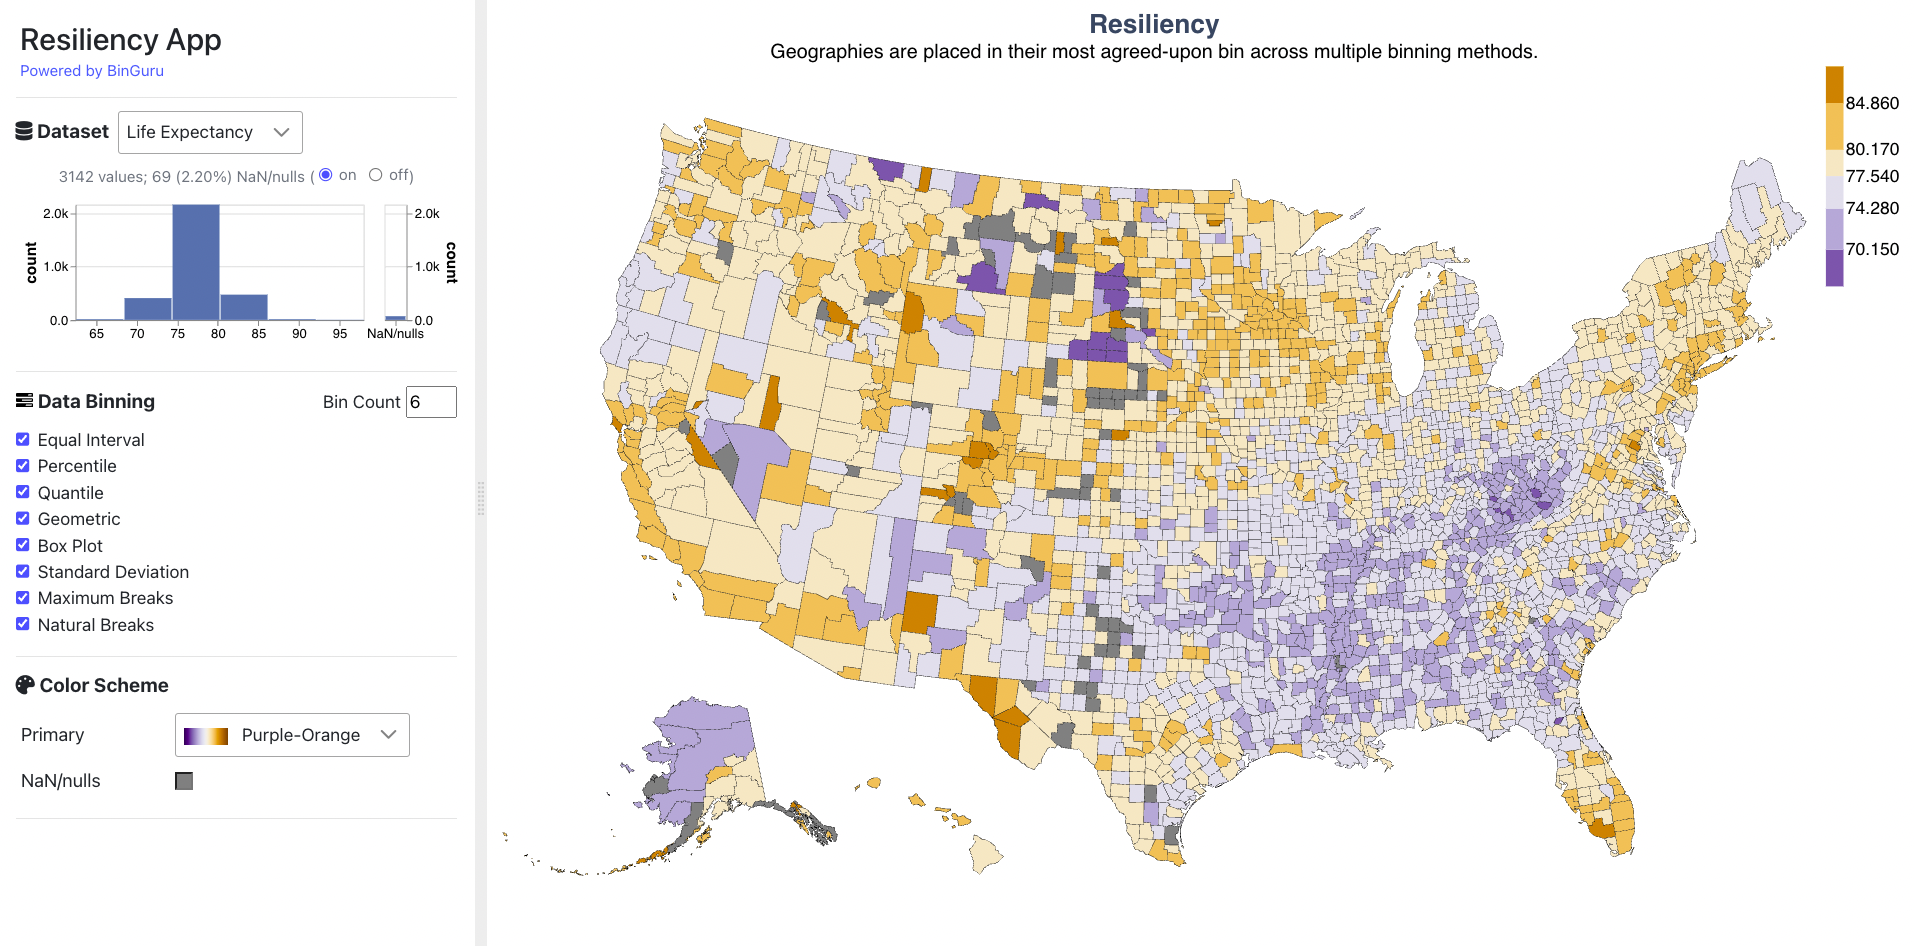 Resiliency App
Powered by BinGuru
Dataset
Life Expectancy
3142 values; 69 (2.20%) NaN/nulls ( on off)
2.0k
1.0k
0.0
count
65 70 75 80 85 90 95
2.0k
1.0k
0.0
count
NaN/nulls
Data Binning
Bin Count 6
Equal Interval
Percentile
Quantile
Geometric
Box Plot
Standard Deviation
Maximum Breaks
Natural Breaks
Color Scheme
Primary
Purple-Orange
NaN/nulls
Resiliency
Geographies are placed in their most agreed-upon bin across multiple binning methods.
84.860
80.170
77.540
74.280
70.150